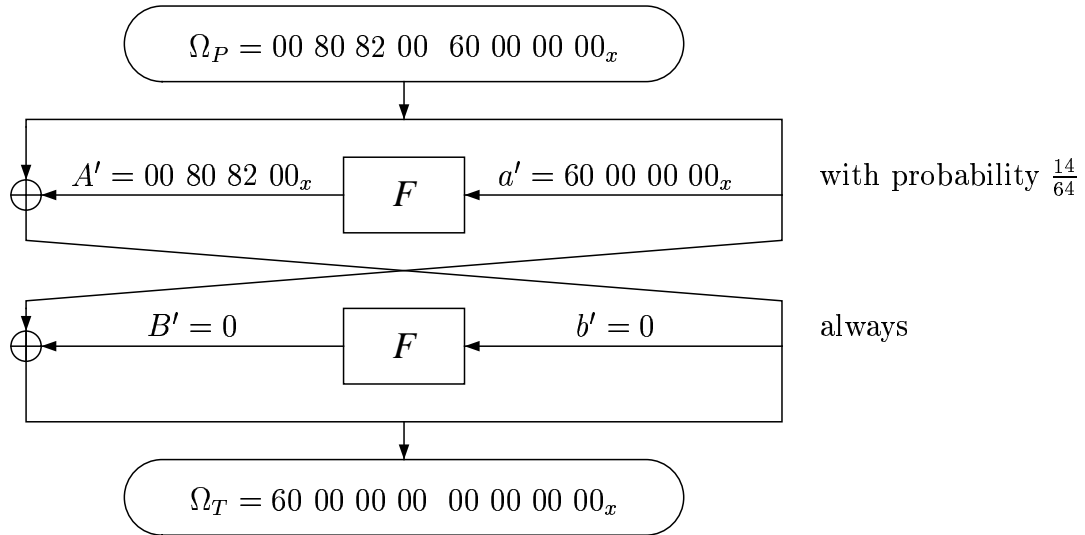 Ω_P = 00 80 82 00 60 00 00 00_x
A′ = 00 80 82 00_x
F
a′ = 60 00 00 00_x
with probability 14/64
B′ = 0
F
b′ = 0
always
Ω_T = 60 00 00 00 00 00 00 00_x